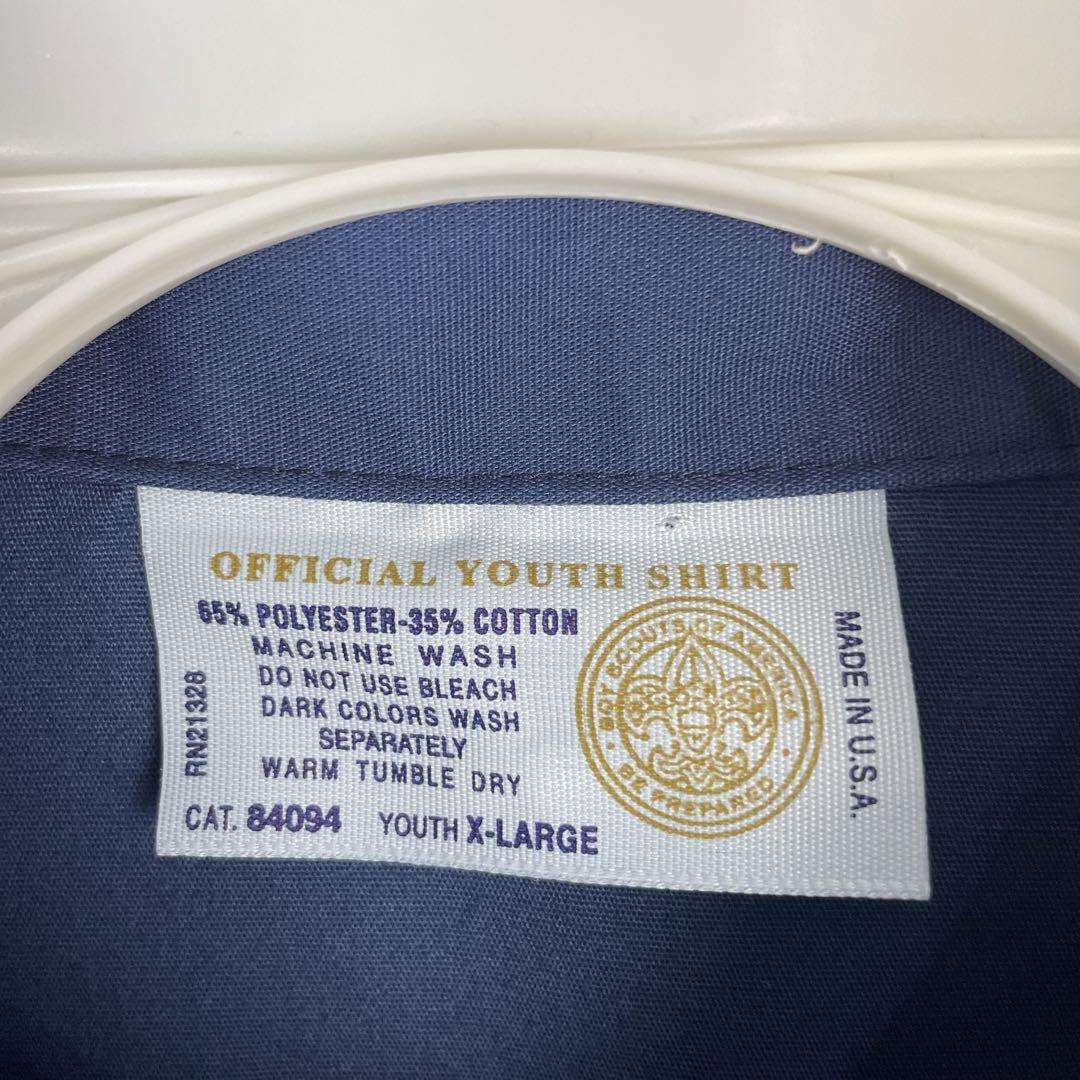 OFFICIAL YOUTH SHIRT
65% POLYESTER-35% COTTON
MACHINE WASH
DO NOT USE BLEACH
DARK COLORS WASH
SEPARATELY
WARM TUMBLE DRY
CAT. 84094 YOUTH X-LARGE
RN21328
BOY SCOUTS OF AMERICA
BE PREPARED
MADE IN U.S.A.